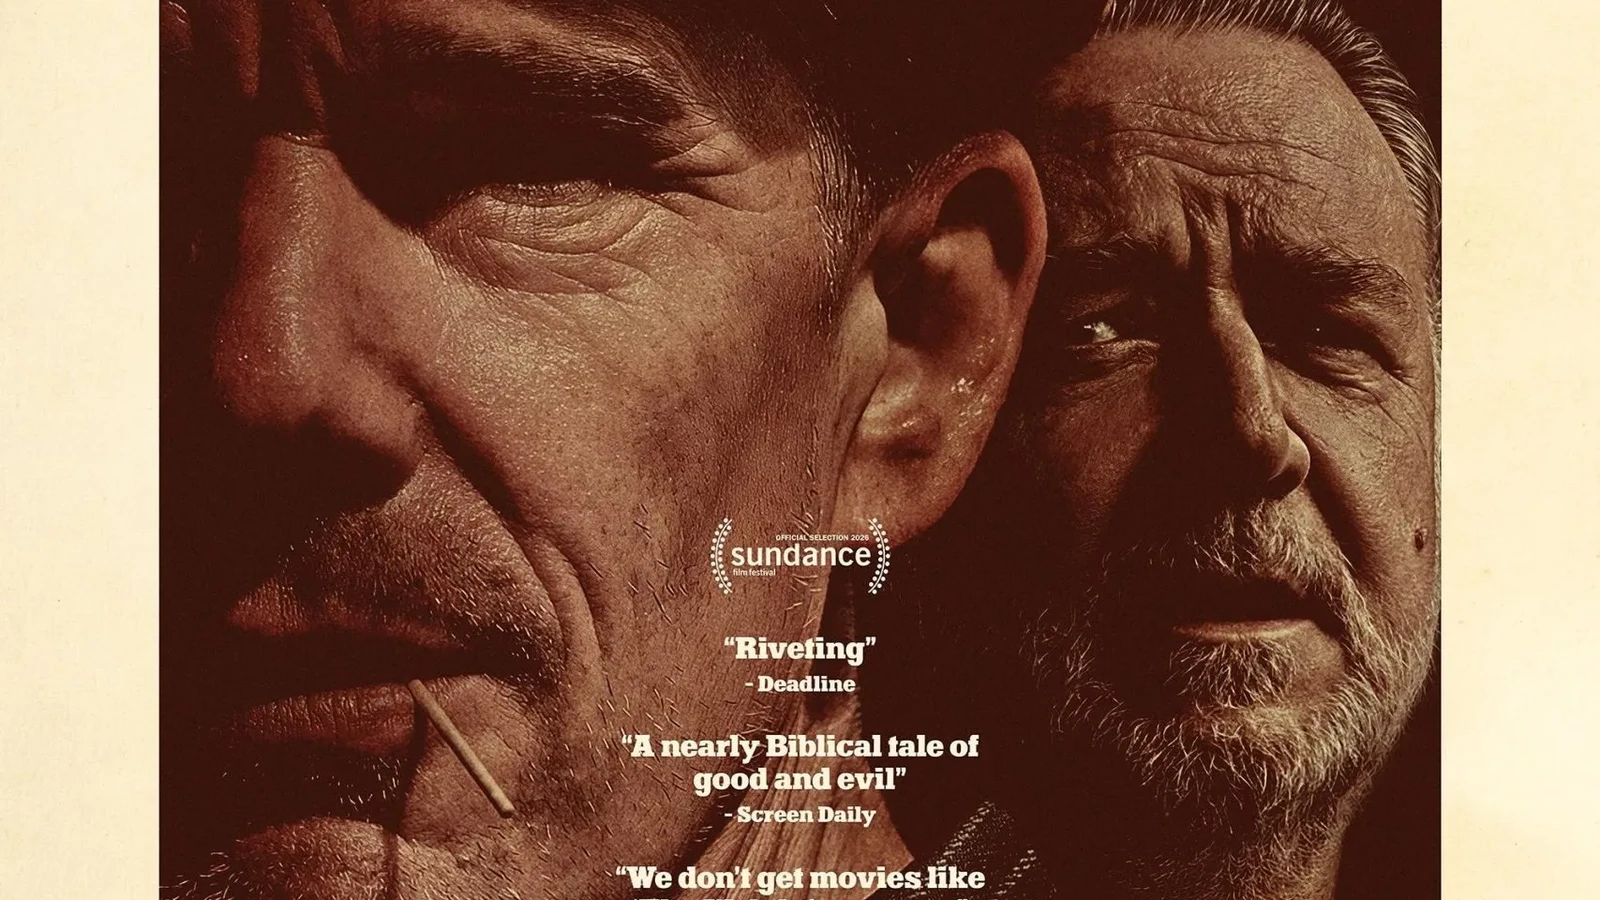 OFFICIAL SELECTION 2026
sundance
film festival
“Riveting”
- Deadline
“A nearly Biblical tale of
good and evil”
- Screen Daily
“We don’t get movies like